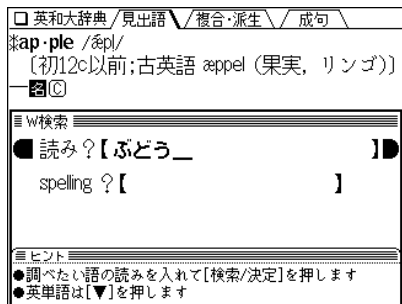 英和大辞典 見出語 複合・派生 成句
*ap·ple /ǽpl/
〔初12c以前;古英語 æppel (果実, リンゴ)〕
―名C
W検索
読み?【ぶどう_ 】
spelling ?【 】
ヒント
●調べたい語の読みを入れて[検索/決定]を押します
●英単語は[▼]を押します